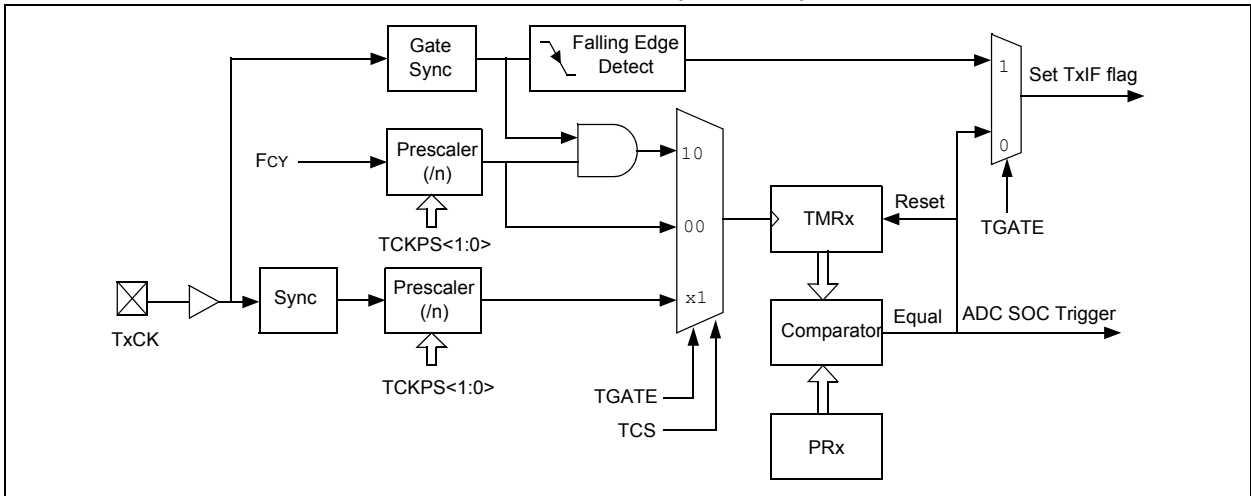 Gate
Sync
Falling Edge
Detect
1
Set TxIF flag
0
TGATE
FCY
Prescaler
(/n)
TCKPS<1:0>
10
00
x1
TMRx
Reset
TxCK
Sync
Prescaler
(/n)
TCKPS<1:0>
Comparator
Equal
ADC SOC Trigger
TGATE
TCS
PRx